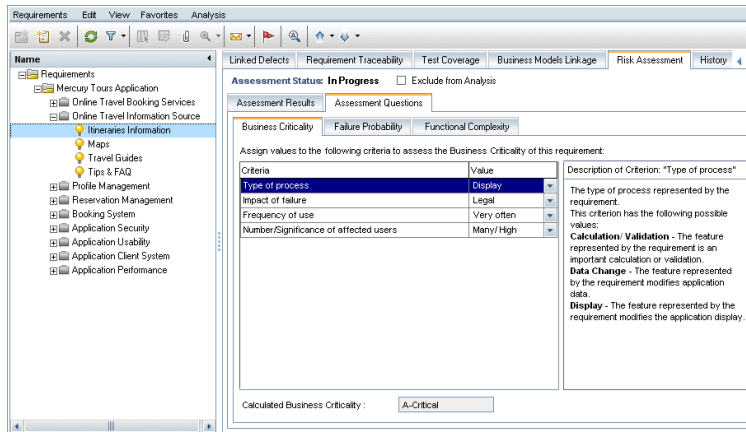 Requirements Edit View Favorites Analysis
Name
Requirements
Mercury Tours Application
Online Travel Booking Services
Online Travel Information Source
Itineraries Information
Maps
Travel Guides
Tips & FAQ
Profile Management
Reservation Management
Booking System
Application Security
Application Usability
Application Client System
Application Performance
Linked Defects Requirement Traceability Test Coverage Business Models Linkage Risk Assessment History
Assessment Status: In Progress Exclude from Analysis
Assessment Results Assessment Questions
Business Criticality Failure Probability Functional Complexity
Assign values to the following criteria to assess the Business Criticality of this requirement:
Criteria Value
Type of process Display
Impact of failure Legal
Frequency of use Very often
Number/Significance of affected users Many/ High
Description of Criterion: "Type of process"
The type of process represented by the
requirement.
This criterion has the following possible
values:
Calculation/ Validation - The feature
represented by the requirement is an
important calculation or validation.
Data Change - The feature represented
by the requirement modifies application
data.
Display - The feature represented by the
requirement modifies the application display.
Calculated Business Criticality : A-Critical